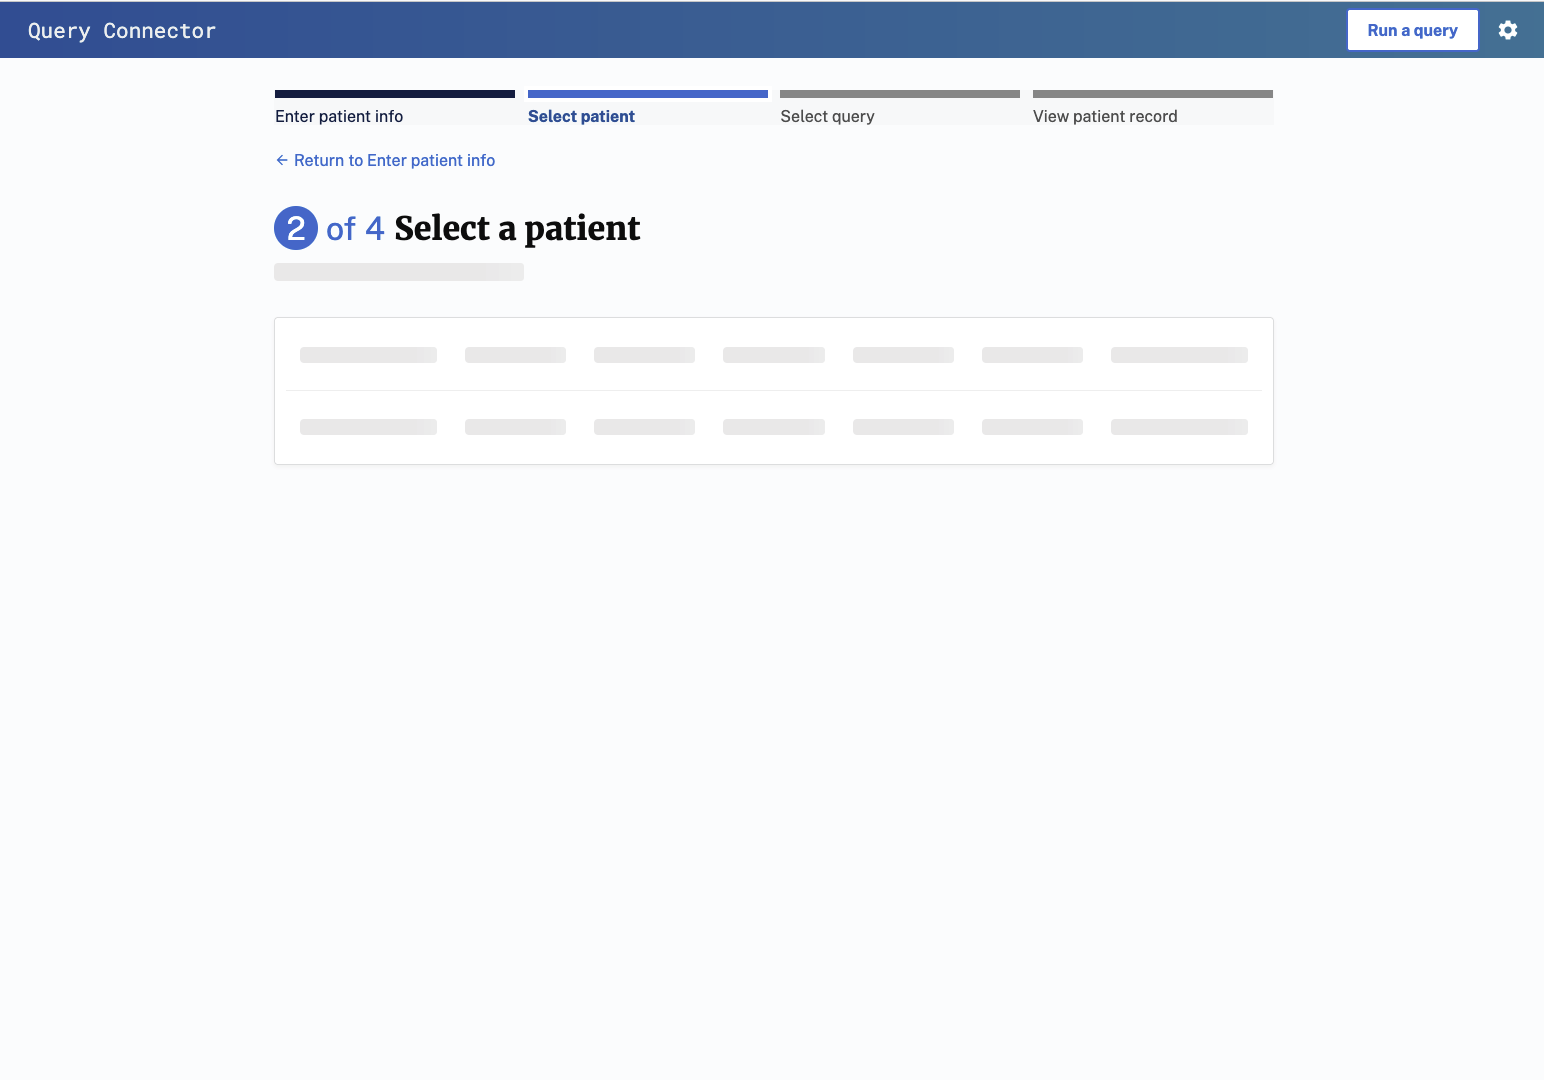 Query Connector
Run a query
Enter patient info
Select patient
Select query
View patient record
← Return to Enter patient info
2 of 4 Select a patient